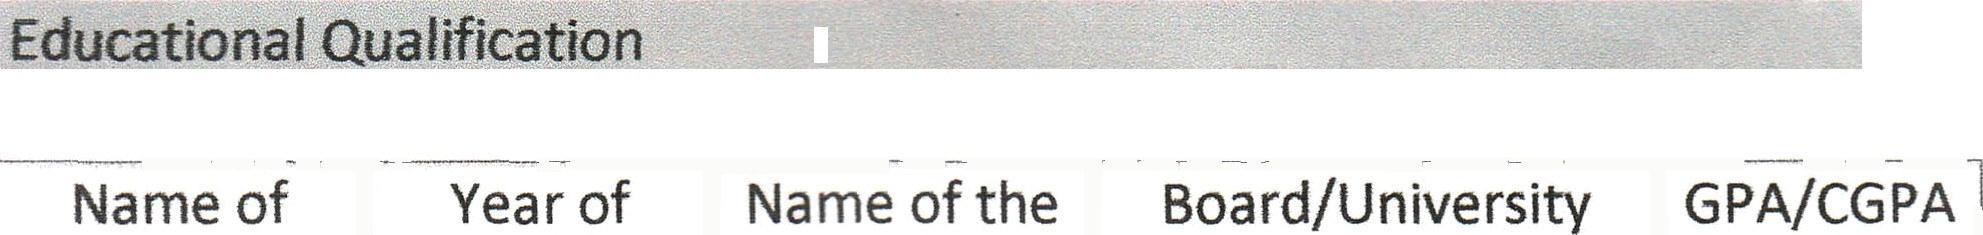 Educational Qualification
Name of Year of Name of the Board/University GPA/CGPA